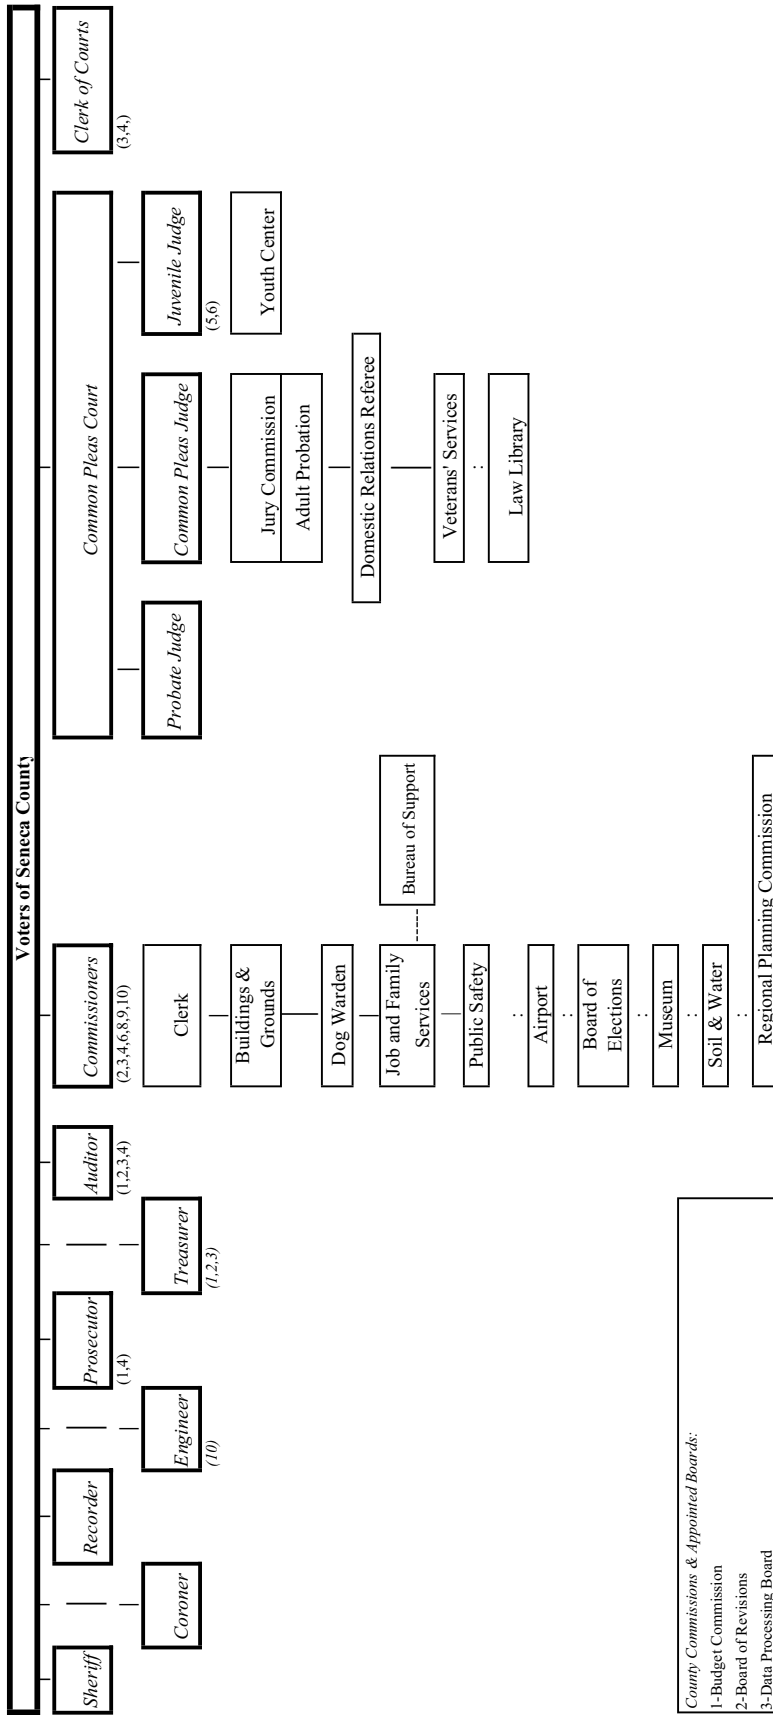 Voters of Seneca County
Sheriff
Recorder
Prosecutor
(1,4)
Auditor
(1,2,3,4)
Commissioners
(2,3,4,6,8,9,10)
Common Pleas Court
Clerk of Courts
(3,4,)
Coroner
Engineer
(10)
Treasurer
(1,2,3)
Clerk
Probate Judge
Common Pleas Judge
Juvenile Judge
(5,6)
Buildings &
Grounds
Jury Commission
Adult Probation
Youth Center
Dog Warden
Domestic Relations Referee
Job and Family
Services
Bureau of Support
Public Safety
Veterans' Services
Airport
Law Library
Board of
Elections
Museum
Soil & Water
Regional Planning Commission
County Commissions & Appointed Boards:
1-Budget Commission
2-Board of Revisions
3-Data Processing Board